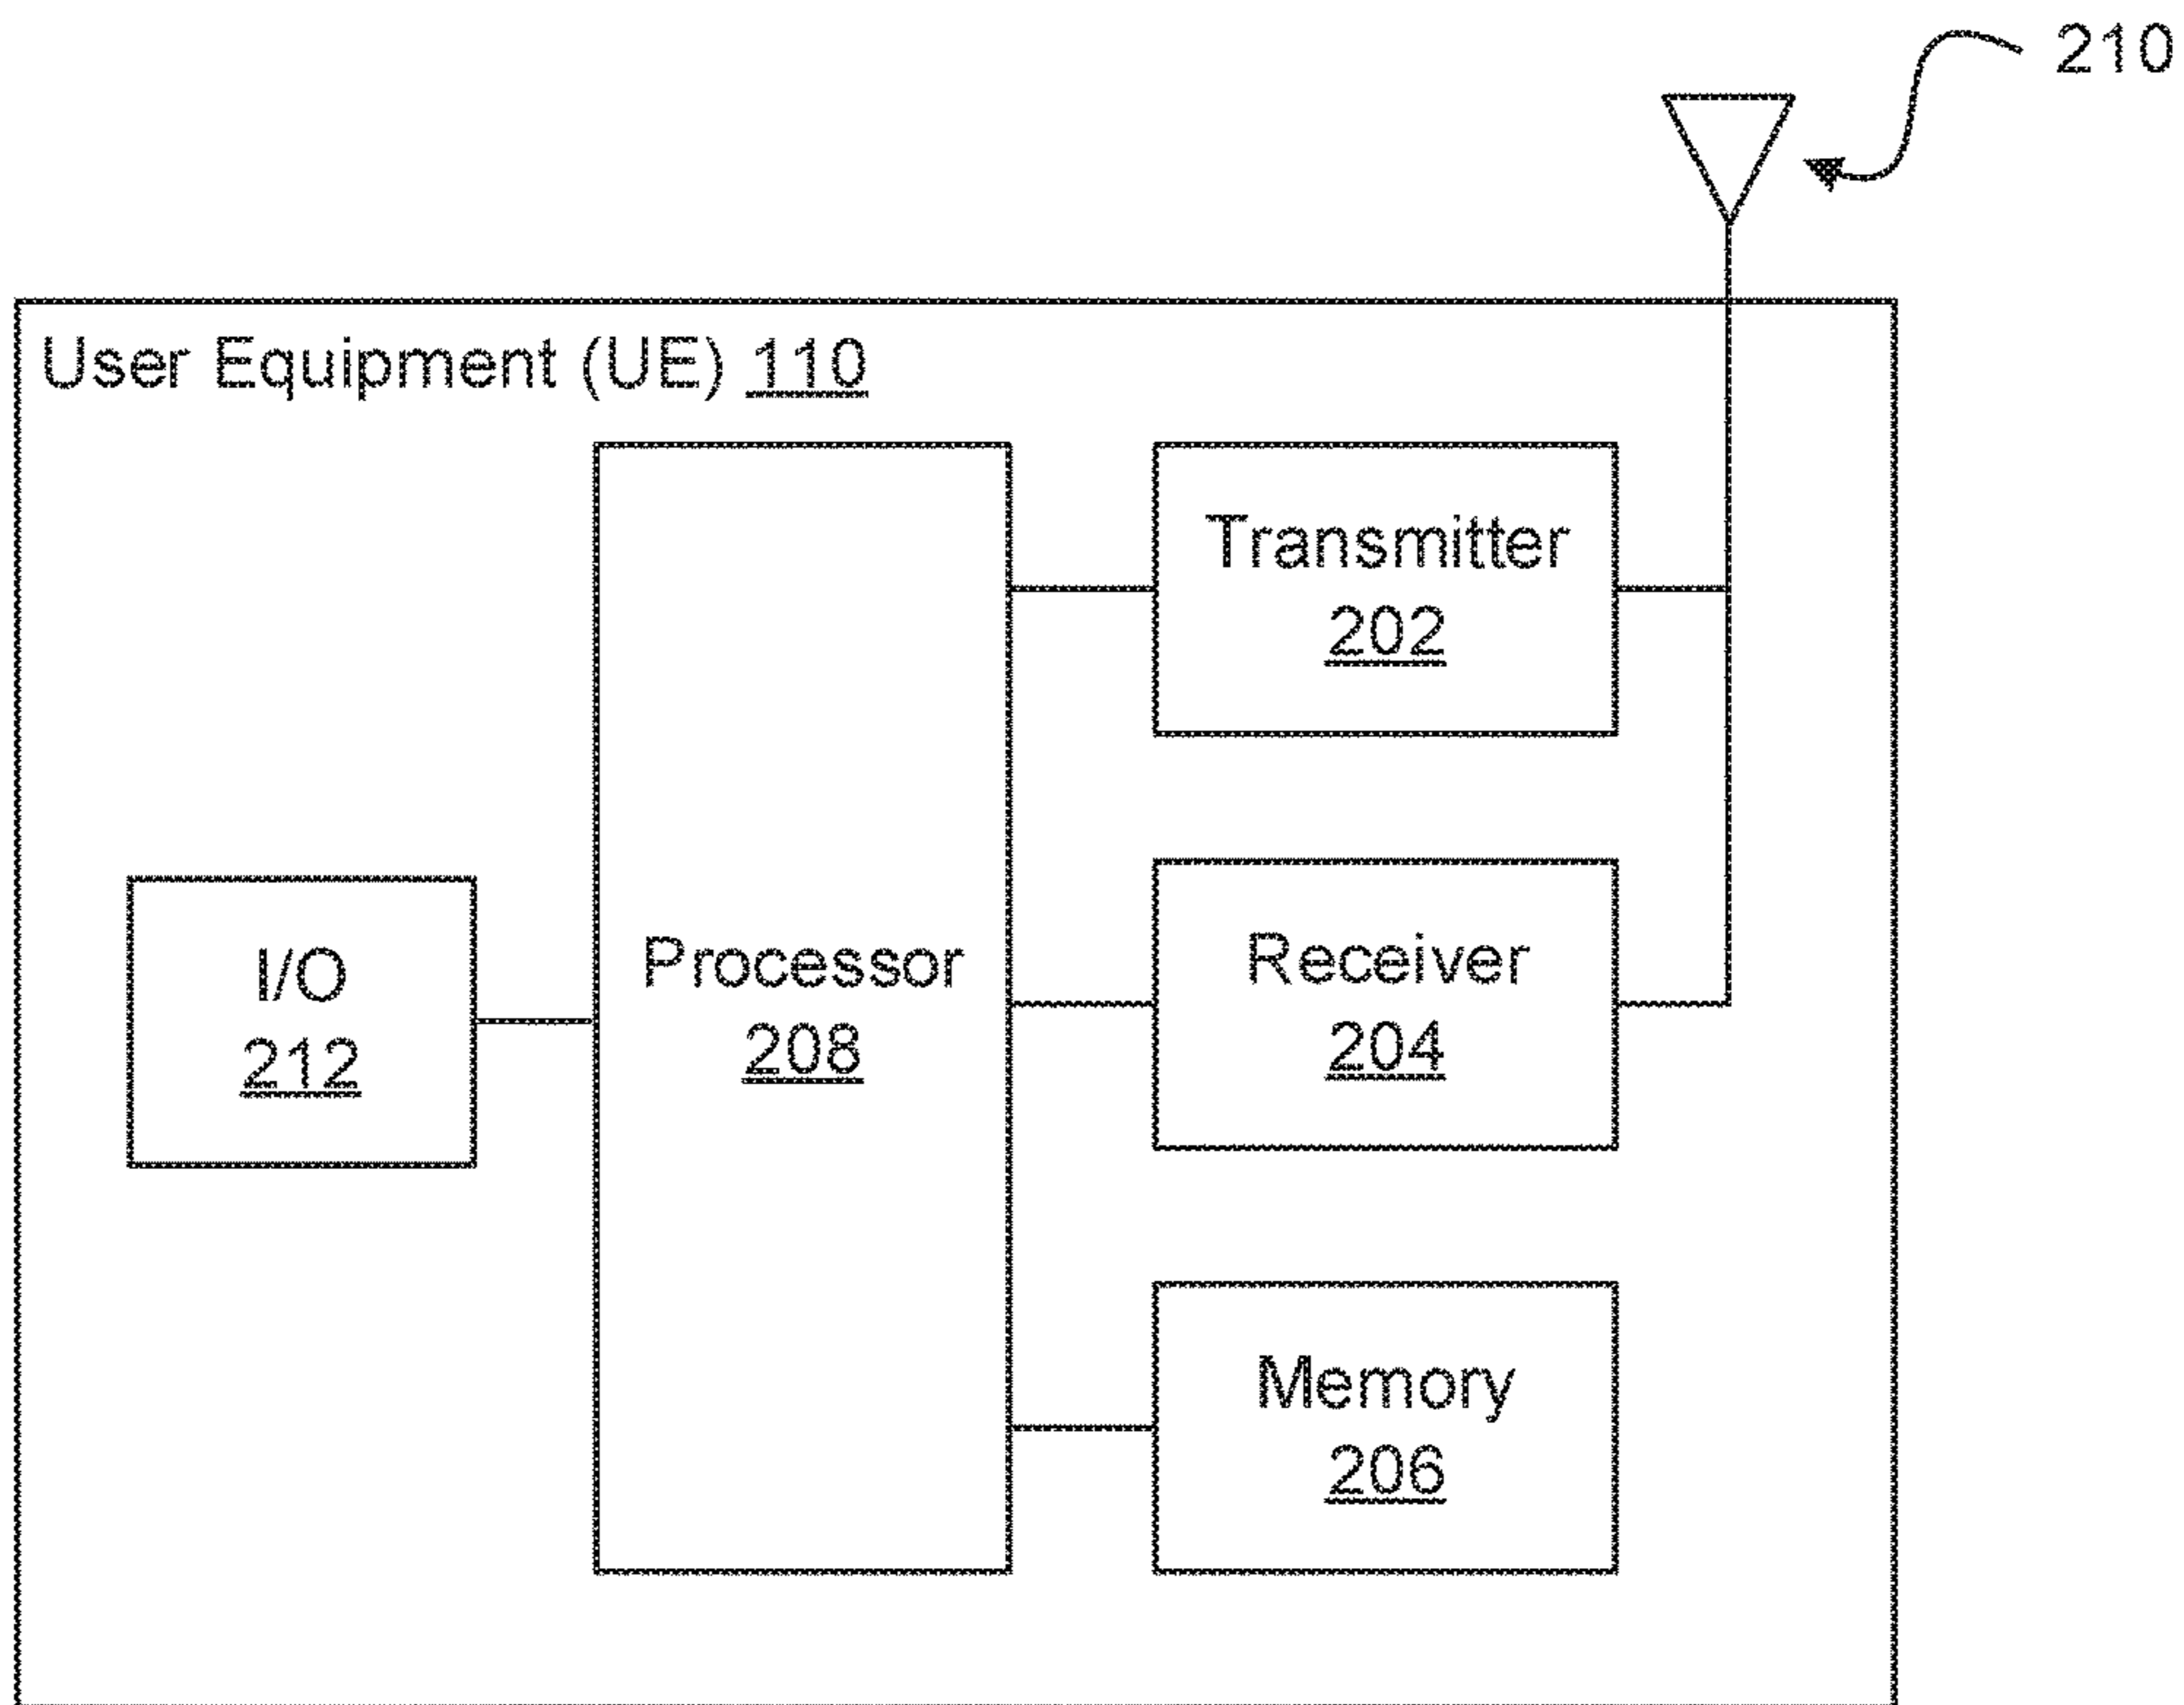 210
User Equipment (UE) 110
Transmitter
202
I/O
212
Processor
208
Receiver
204
Memory
206